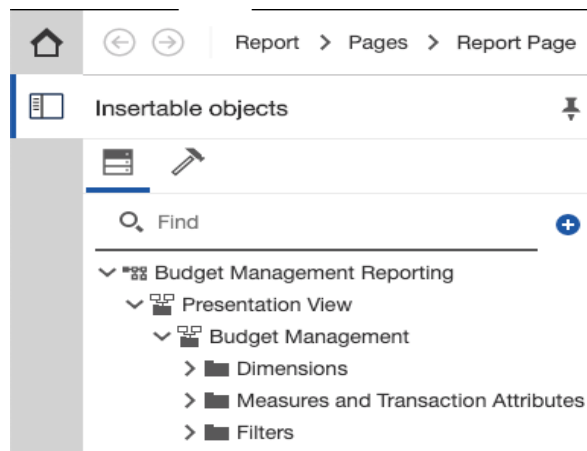 Report > Pages > Report Page
Insertable objects
Find
Budget Management Reporting
Presentation View
Budget Management
Dimensions
Measures and Transaction Attributes
Filters